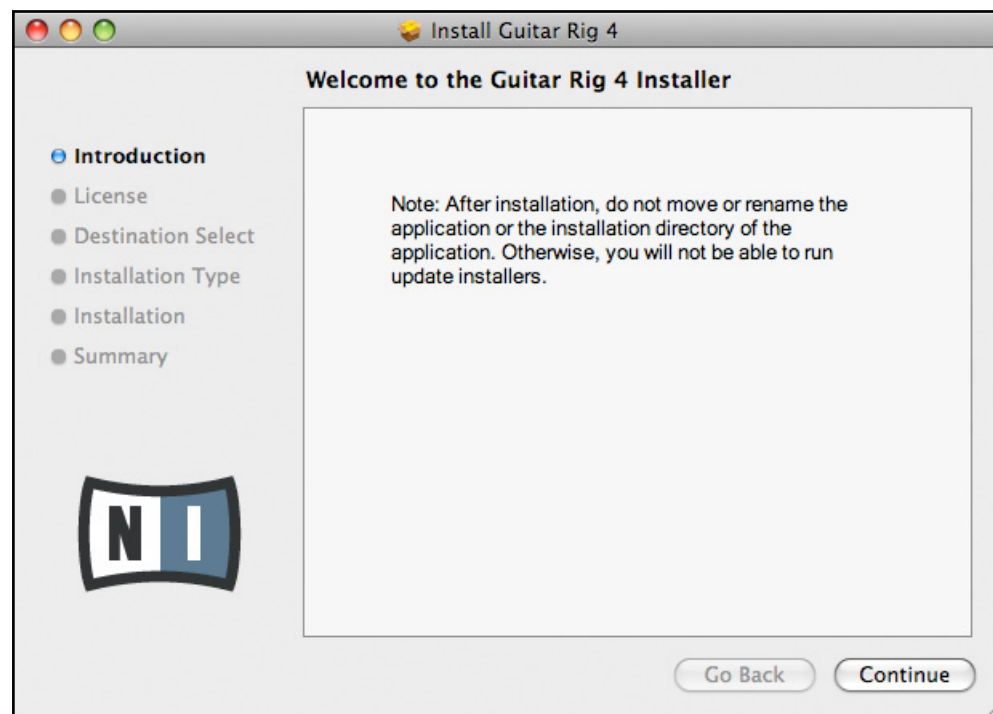 Install Guitar Rig 4
Welcome to the Guitar Rig 4 Installer
Introduction
License
Destination Select
Installation Type
Installation
Summary
Note: After installation, do not move or rename the
application or the installation directory of the
application. Otherwise, you will not be able to run
update installers.
NI
Go Back
Continue